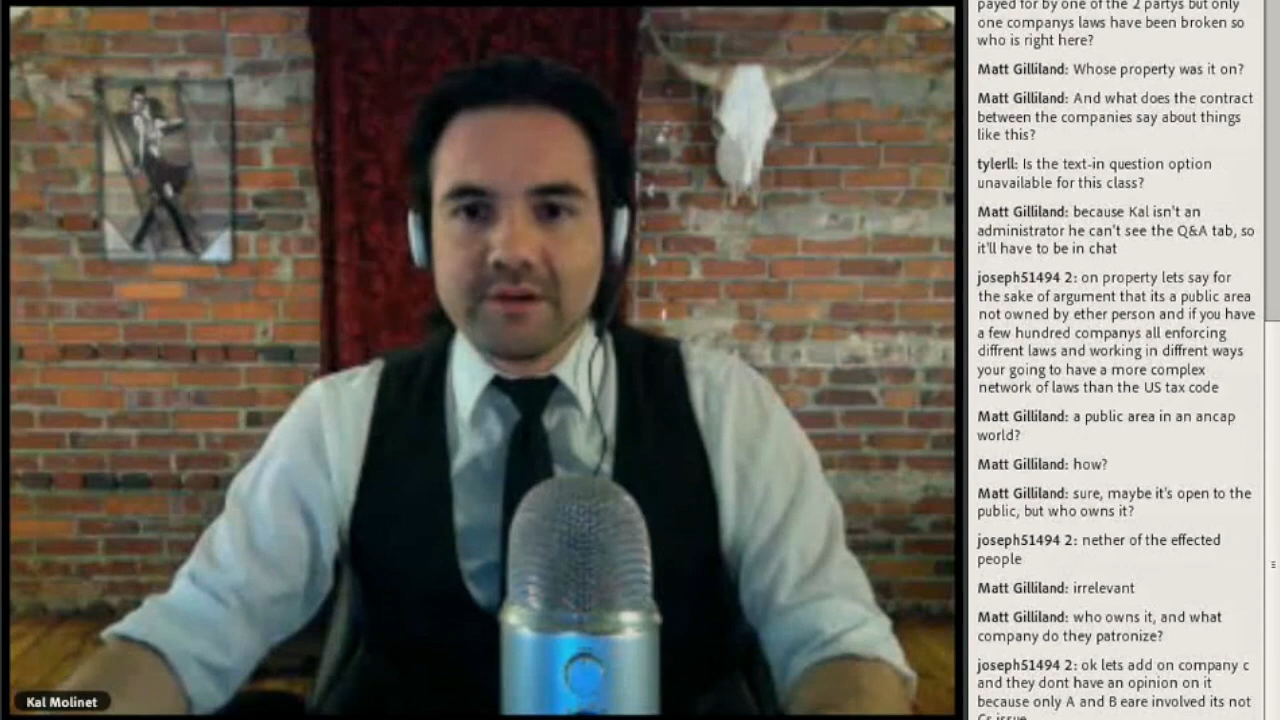 payed for by one of the 2 partys but only
one companys laws have been broken so
who is right here?
Matt Gilliland: Whose property was it on?
Matt Gilliland: And what does the contract
between the companies say about things
like this?
tylerll: Is the text-in question option
unavailable for this class?
Matt Gilliland: because Kal isn't an
administrator he can't see the Q&A tab, so
it'll have to be in chat
joseph51494 2: on property lets say for
the sake of argument that its a public area
not owned by ether person and if you have
a few hundred companys all enforcing
diffrent laws and working in diffrent ways
your going to have a more complex
network of laws than the US tax code
Matt Gilliland: a public area in an ancap
world?
Matt Gilliland: how?
Matt Gilliland: sure, maybe it's open to the
public, but who owns it?
joseph51494 2: nether of the effected
people
Matt Gilliland: irrelevant
Matt Gilliland: who owns it, and what
company do they patronize?
joseph51494 2: ok lets add on company c
and they dont have an opinion on it
because only A and B eare involved its not
Cs issue
Kal Molinet